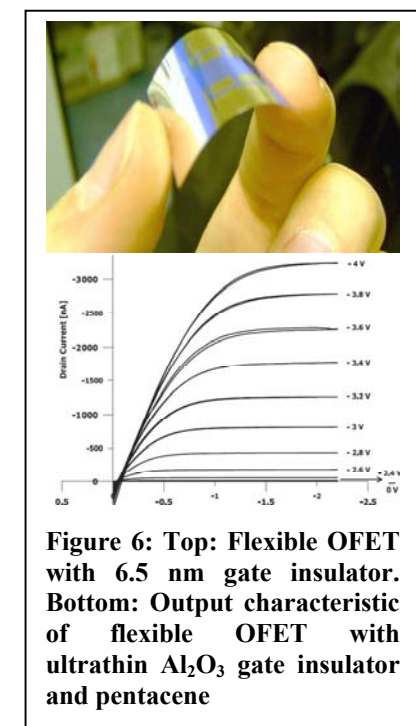 - 4 V
-3000
- 3.8 V
-2500
- 3.6 V
Drain Current [nA]
-2000
- 3.4 V
-1500
- 3.2 V
-1000
- 3 V
-500
- 2.8 V
- 2.6 V
- 2.4 V
0
0 V
0.5
-0.5
-1
-1.5
-2
-2.5
Figure 6: Top: Flexible OFET
with 6.5 nm gate insulator.
Bottom: Output characteristic
of flexible OFET with
ultrathin Al₂O₃ gate insulator
and pentacene